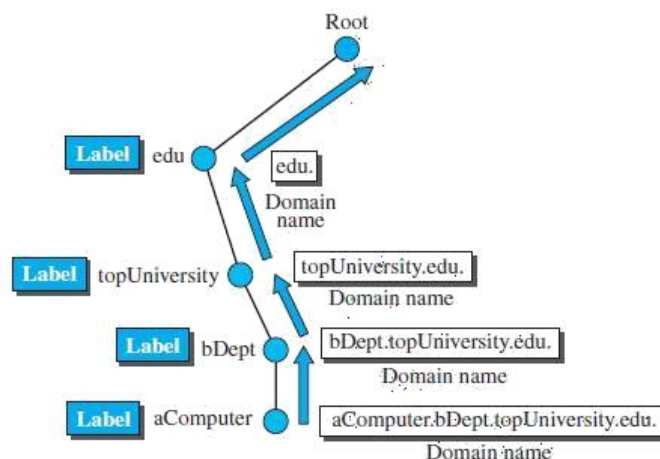 Root
Label edu
edu.
Domain
name
Label topUniversity
topUniversity.edu.
Domain name
Label bDept
bDept.topUniversity.edu.
Domain name
Label aComputer
aComputer.bDept.topUniversity.edu.
Domain name